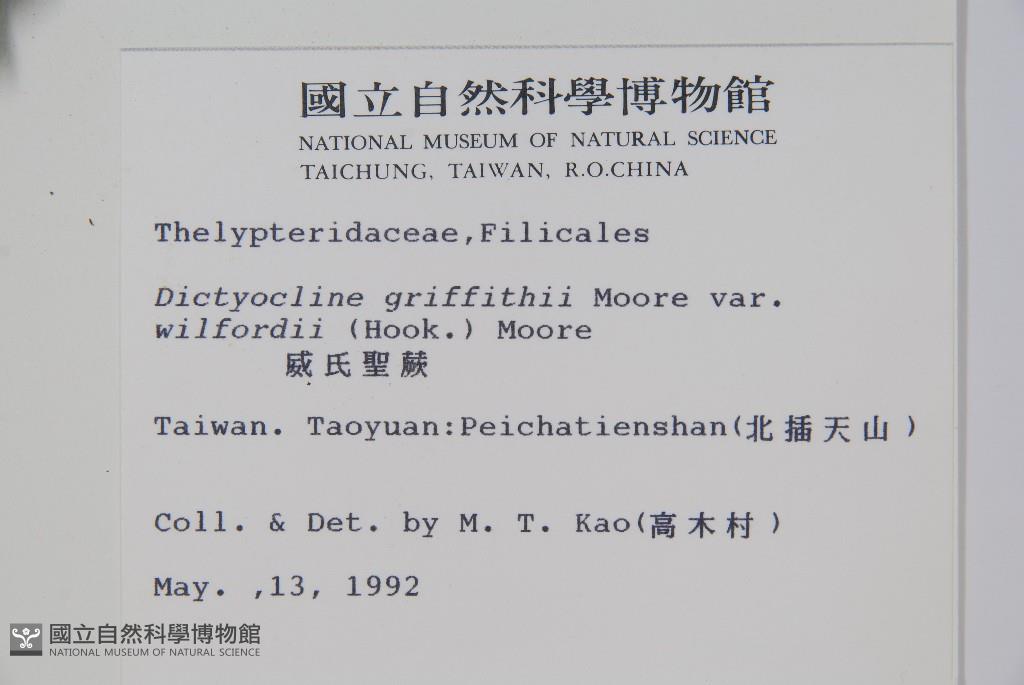 國立自然科學博物館
NATIONAL MUSEUM OF NATURAL SCIENCE
TAICHUNG, TAIWAN, R.O.CHINA
Thelypteridaceae,Filicales
Dictyocline griffithii Moore var.
wilfordii (Hook.) Moore
威氏聖蕨
Taiwan. Taoyuan:Peichatienshan(北插天山)
Coll. & Det. by M. T. Kao(高木村)
May. ,13, 1992
國立自然科學博物館
NATIONAL MUSEUM OF NATURAL SCIENCE